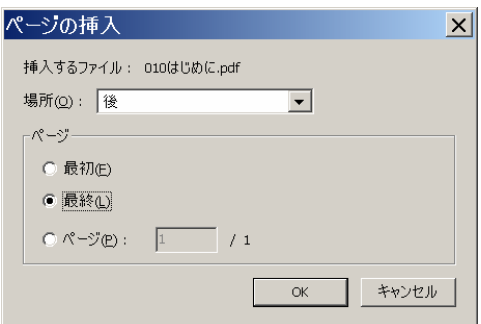 ページの挿入
挿入するファイル： 010はじめに.pdf
場所(O)： 後
ページ
最初(F)
最終(L)
ページ(P)： 1 / 1
OK キャンセル